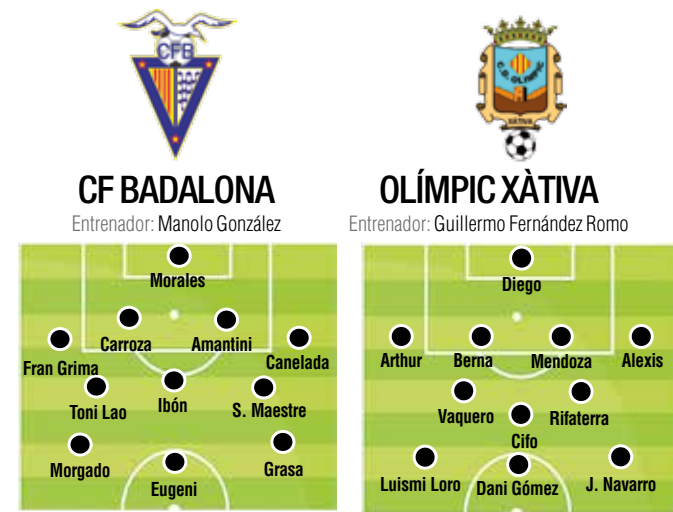 CFB
C.D. OLIMPIC
XÀTIVA
CF BADALONA
Entrenador: Manolo González
OLÍMPIC XÀTIVA
Entrenador: Guillermo Fernández Romo
Morales
Carroza
Amantini
Fran Grima
Canelada
Toni Lao
Ibón
S. Maestre
Morgado
Eugeni
Grasa
Diego
Arthur
Berna
Mendoza
Alexis
Vaquero
Rifaterra
Cifo
Luismi Loro
Dani Gómez
J. Navarro